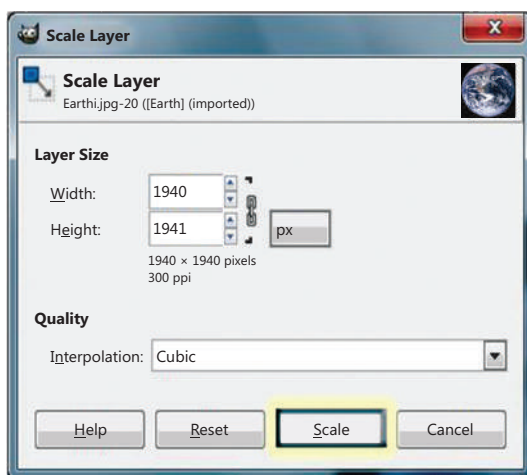 Scale Layer
X
Scale Layer
Earthi.jpg-20 ([Earth] (imported))
Layer Size
Width: 1940
Height: 1941 px
1940 × 1940 pixels
300 ppi
Quality
Interpolation: Cubic
Help Reset Scale Cancel